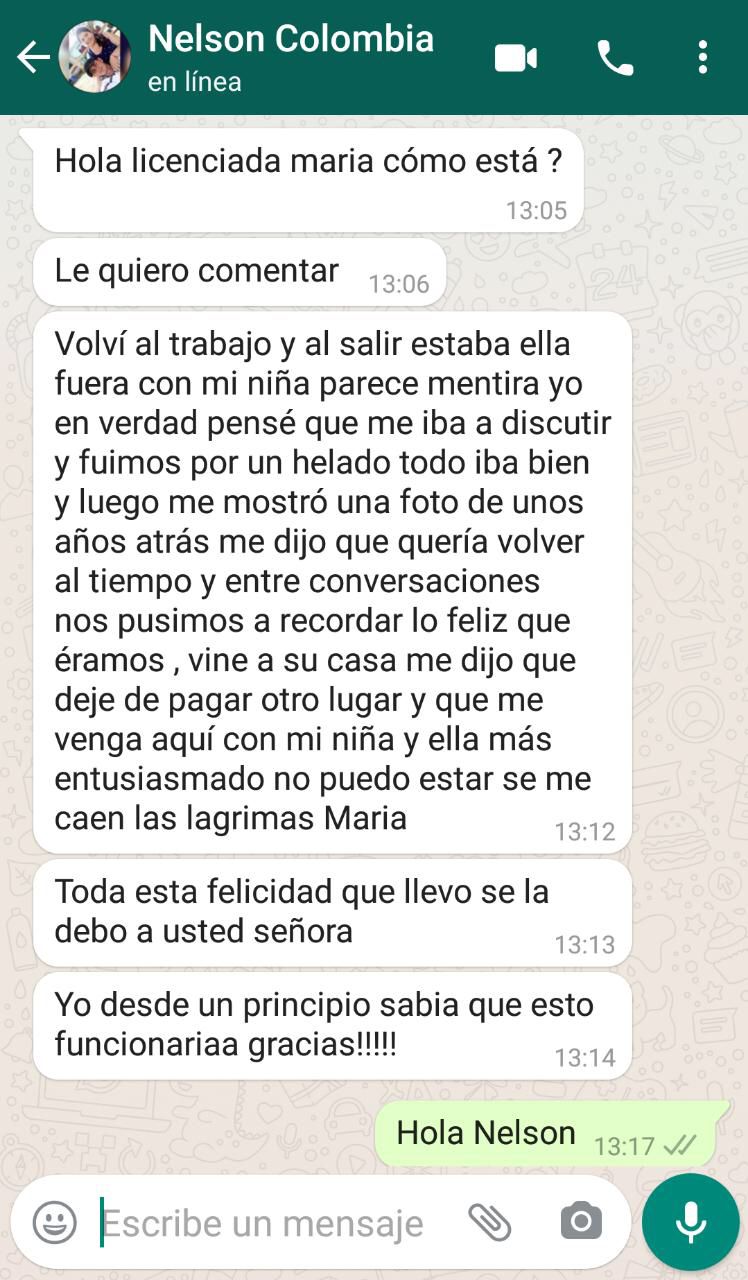 Nelson Colombia
en línea
Hola licenciada maria cómo está ?
13:05
Le quiero comentar
13:06
Volví al trabajo y al salir estaba ella
fuera con mi niña parece mentira yo
en verdad pensé que me iba a discutir
y fuimos por un helado todo iba bien
y luego me mostró una foto de unos
años atrás me dijo que quería volver
al tiempo y entre conversaciones
nos pusimos a recordar lo feliz que
éramos , vine a su casa me dijo que
deje de pagar otro lugar y que me
venga aquí con mi niña y ella más
entusiasmado no puedo estar se me
caen las lagrimas Maria
13:12
Toda esta felicidad que llevo se la
debo a usted señora
13:13
Yo desde un principio sabia que esto
funcionariaa gracias!!!!!
13:14
Hola Nelson
13:17
Escribe un mensaje